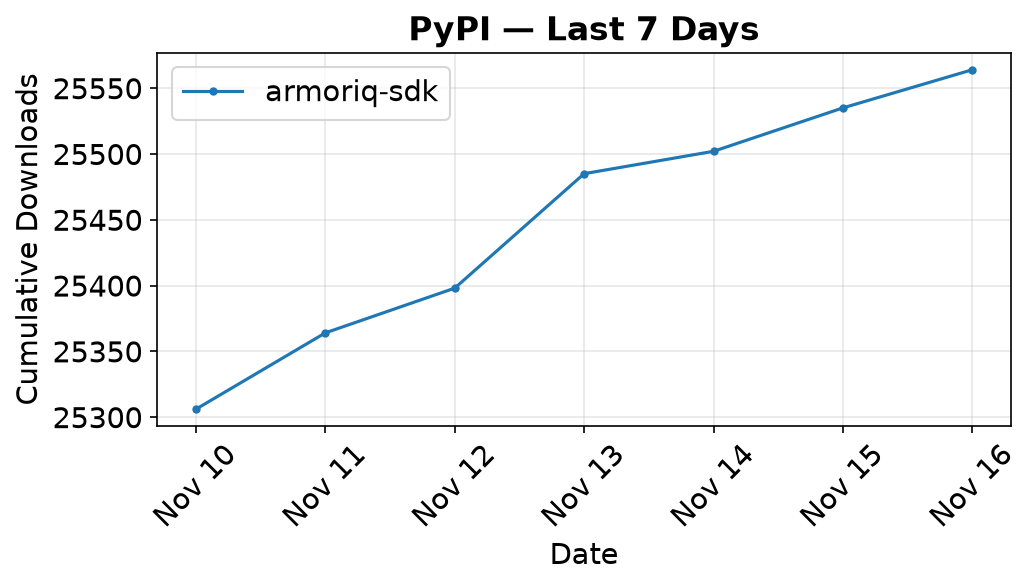 PyPI — Last 7 Days
armoriq-sdk
Cumulative Downloads
25550
25500
25450
25400
25350
25300
Nov 10
Nov 11
Nov 12
Nov 13
Nov 14
Nov 15
Nov 16
Date